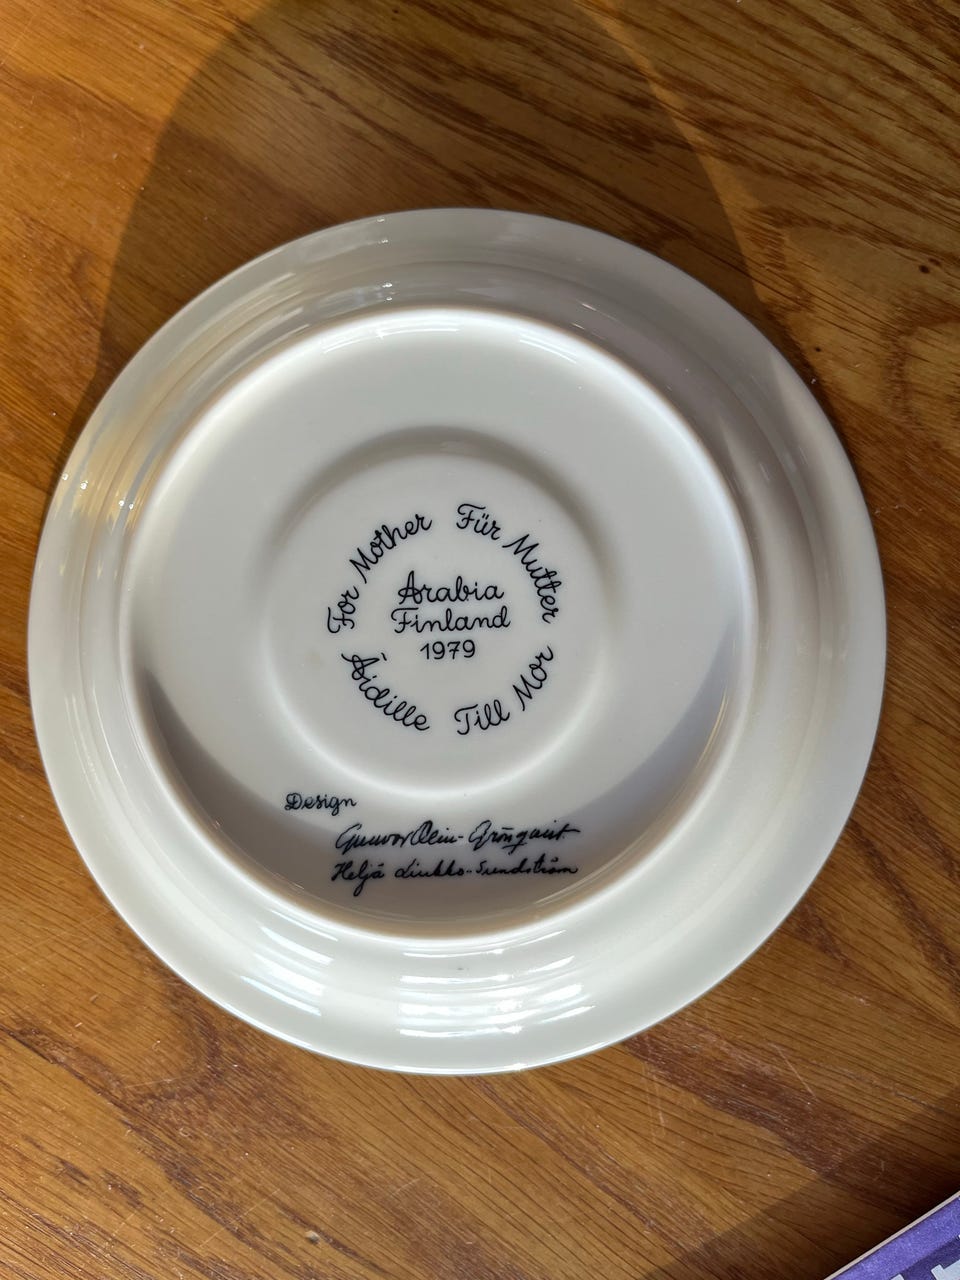 For Mother
Für Mutter
Arabia
Finland
1979
Äidille
Till Mor
Design
Gunvor Olin-Grönqvist
Heljä Liukko-Sundström